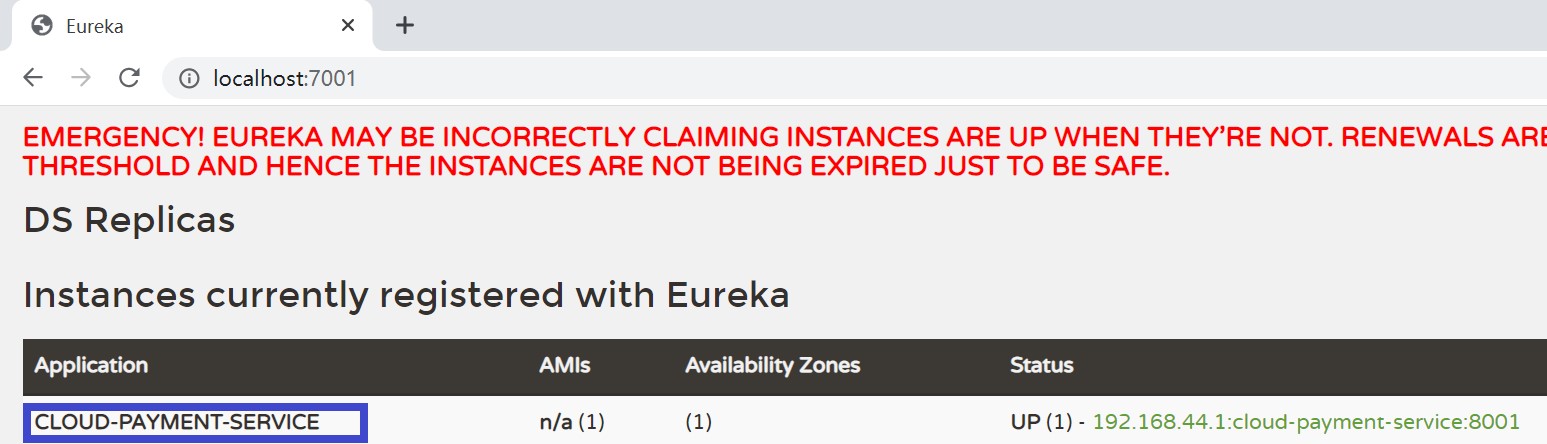 Eureka
localhost:7001
EMERGENCY! EUREKA MAY BE INCORRECTLY CLAIMING INSTANCES ARE UP WHEN THEY'RE NOT. RENEWALS ARE
THRESHOLD AND HENCE THE INSTANCES ARE NOT BEING EXPIRED JUST TO BE SAFE.
DS Replicas
Instances currently registered with Eureka
Application AMIs Availability Zones Status
CLOUD-PAYMENT-SERVICE n/a (1) (1) UP (1) - 192.168.44.1:cloud-payment-service:8001